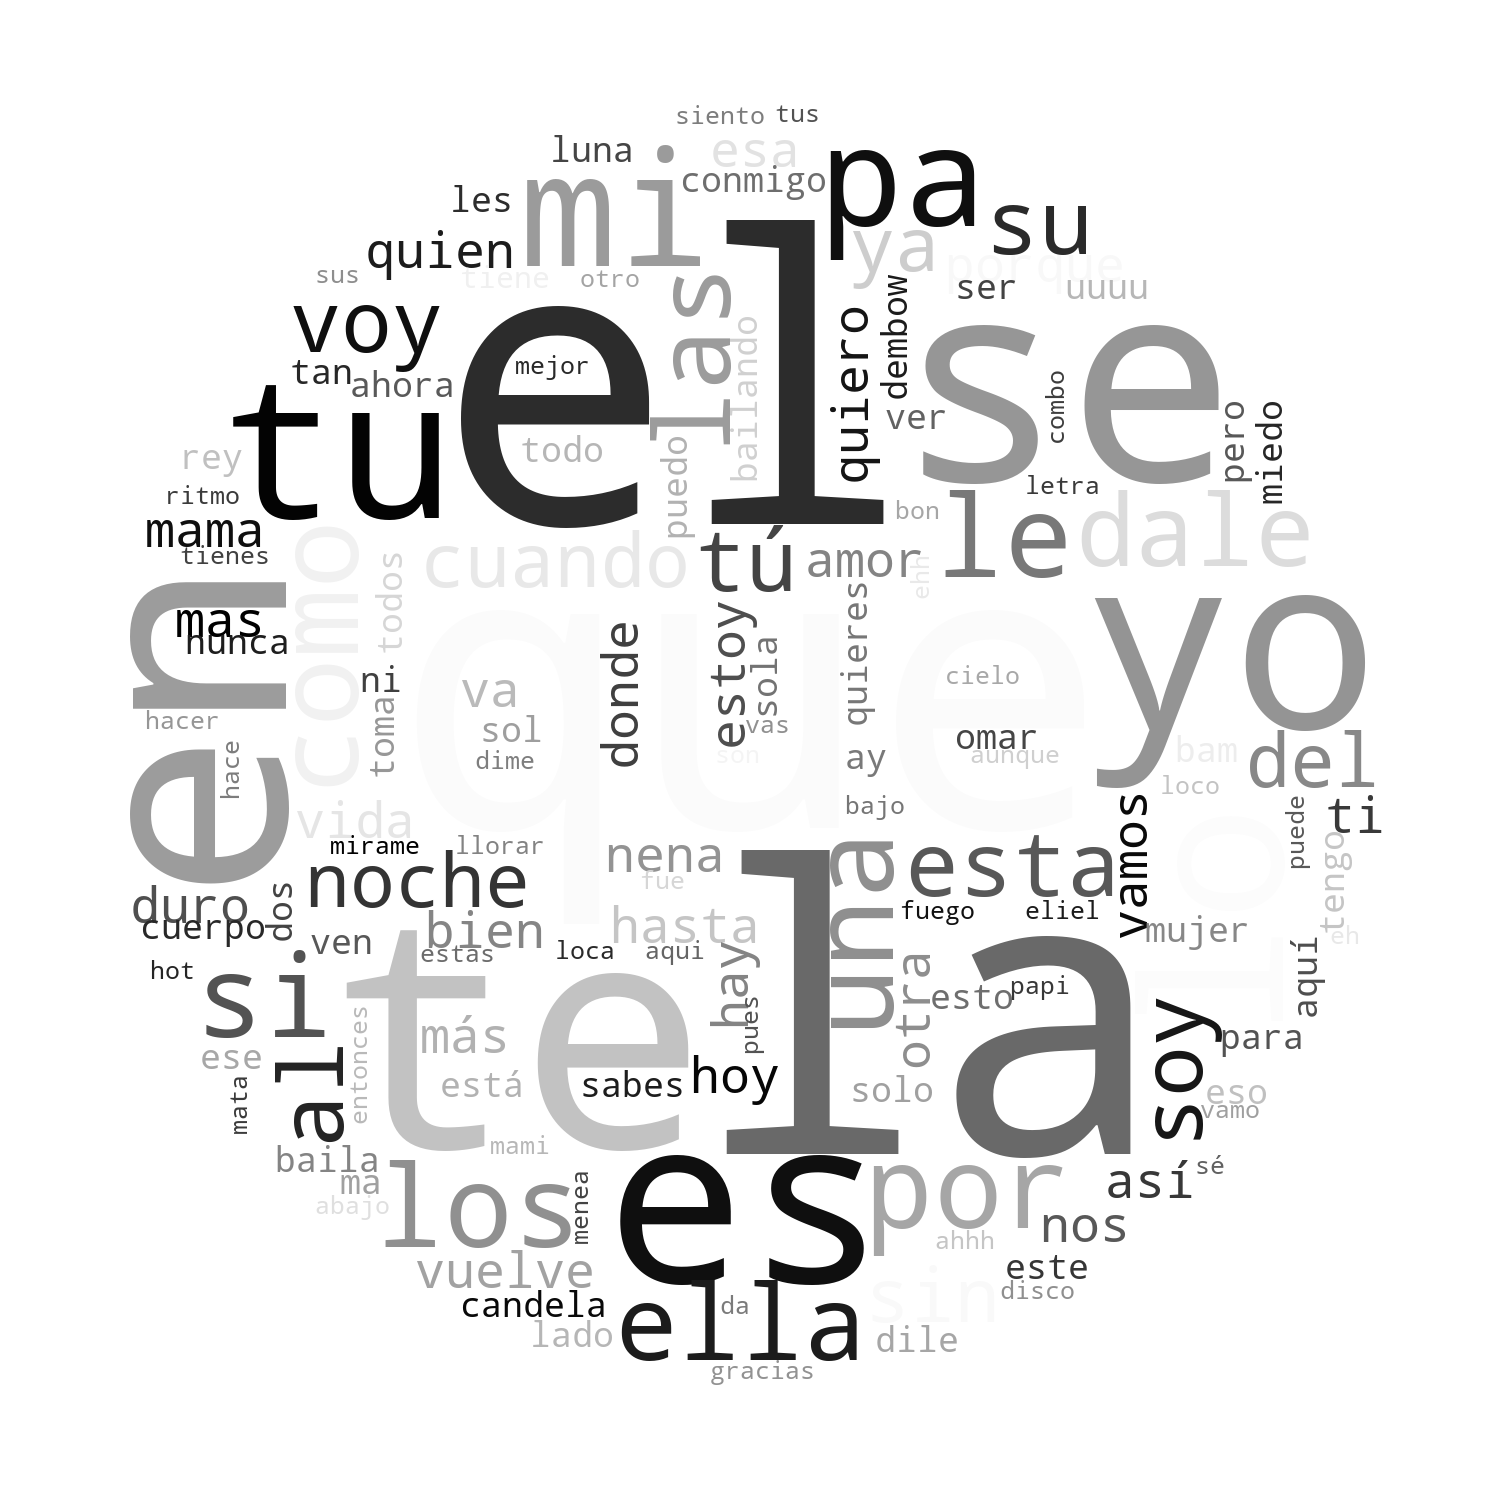 siento tus
luna esa
mi pa
conmigo
les su
quien ya porque
sus tiene otro
el las
ser uuuu
voy quiero dembow se
bailando
tan ahora mejor
tu ver combo
rey todo puedo pero miedo
ritmo letra
mama bon
tienes cuando tú amor ehh le dale
en como todos
mas que yo
nunca donde estoy sola quieres
ni toma va cielo
hacer sol vas omar
hace dime son ay aunque bam del
loco
vida bajo vamos puede ti
mirame llorar nena una esta lo tengo
noche fue
duro dos fuego eliel
cuerpo ven bien hasta mujer eh
estas loca aqui
hot te la aquí
si hay otra esto papi
más pues soy para
ese entonces
al está sabes hoy solo eso
mata vamo
baila mami es por así sé
ma los
abajo menea nos
ahhh
vuelve este
candela ella da sin disco
lado dile
gracias